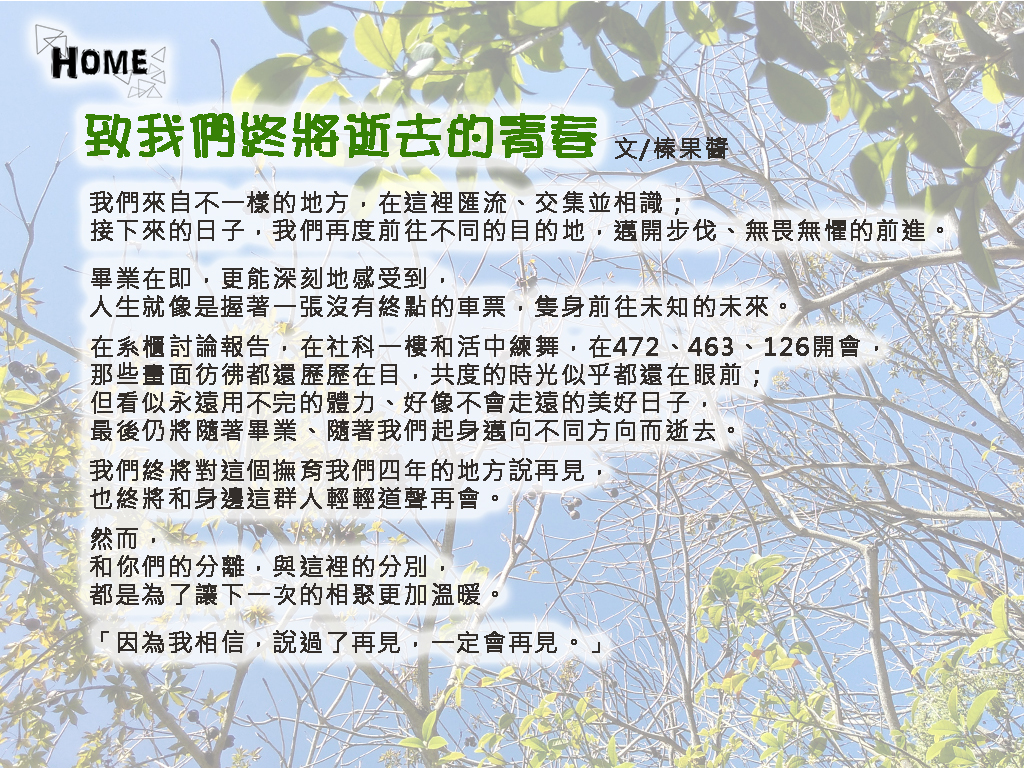 HOME
致我們終將逝去的青春 文/榛果醬
我們來自不一樣的地方，在這裡匯流、交集並相識；
接下來的日子，我們再度前往不同的目的地，邁開步伐、無畏無懼的前進。
畢業在即，更能深刻地感受到，
人生就像是握著一張沒有終點的車票，隻身前往未知的未來。
在系櫃討論報告，在社科一樓和活中練舞，在472、463、126開會，
那些畫面彷彿都還歷歷在目，共度的時光似乎都還在眼前；
但看似永遠用不完的體力、好像不會走遠的美好日子，
最後仍將隨著畢業、隨著我們起身邁向不同方向而逝去。
我們終將對這個撫育我們四年的地方說再見，
也終將和身邊這群人輕輕道聲再會。
然而，
和你們的分離，與這裡的分別，
都是為了讓下一次的相聚更加溫暖。
「因為我相信，說過了再見，一定會再見。」